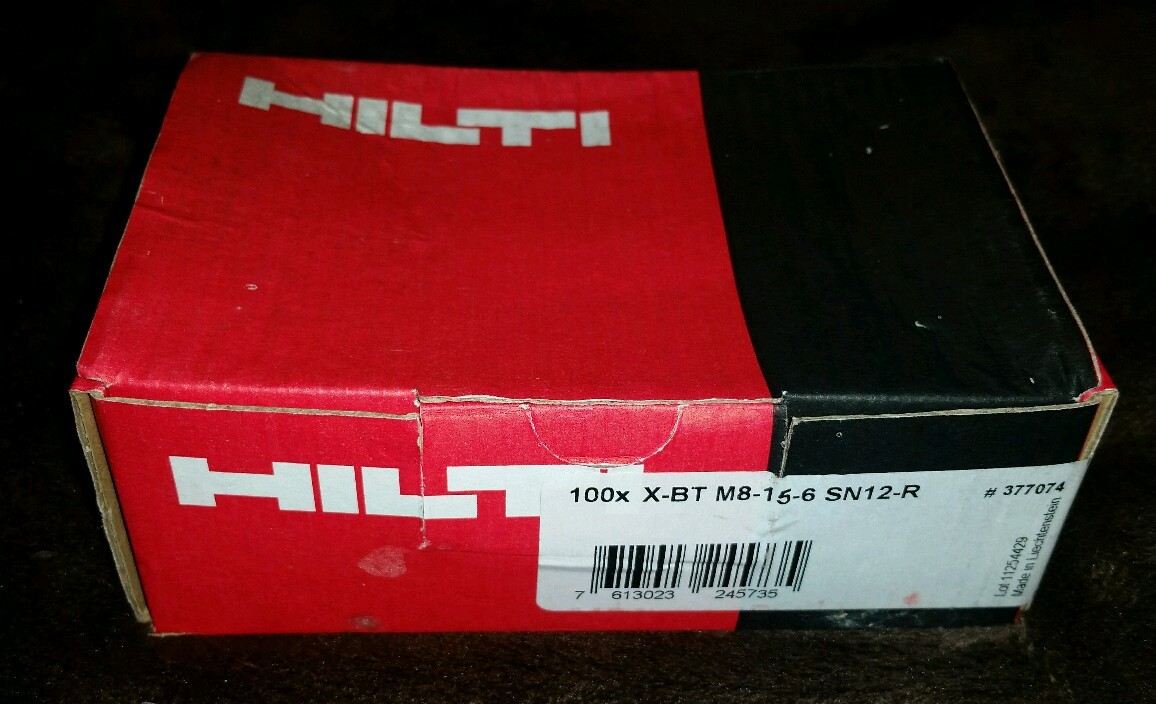 HILTI
HILTI
100x X-BT M8-15-6 SN12-R
# 377074
7 613023 245735
Lot 11254429
Made in Liechtenstein